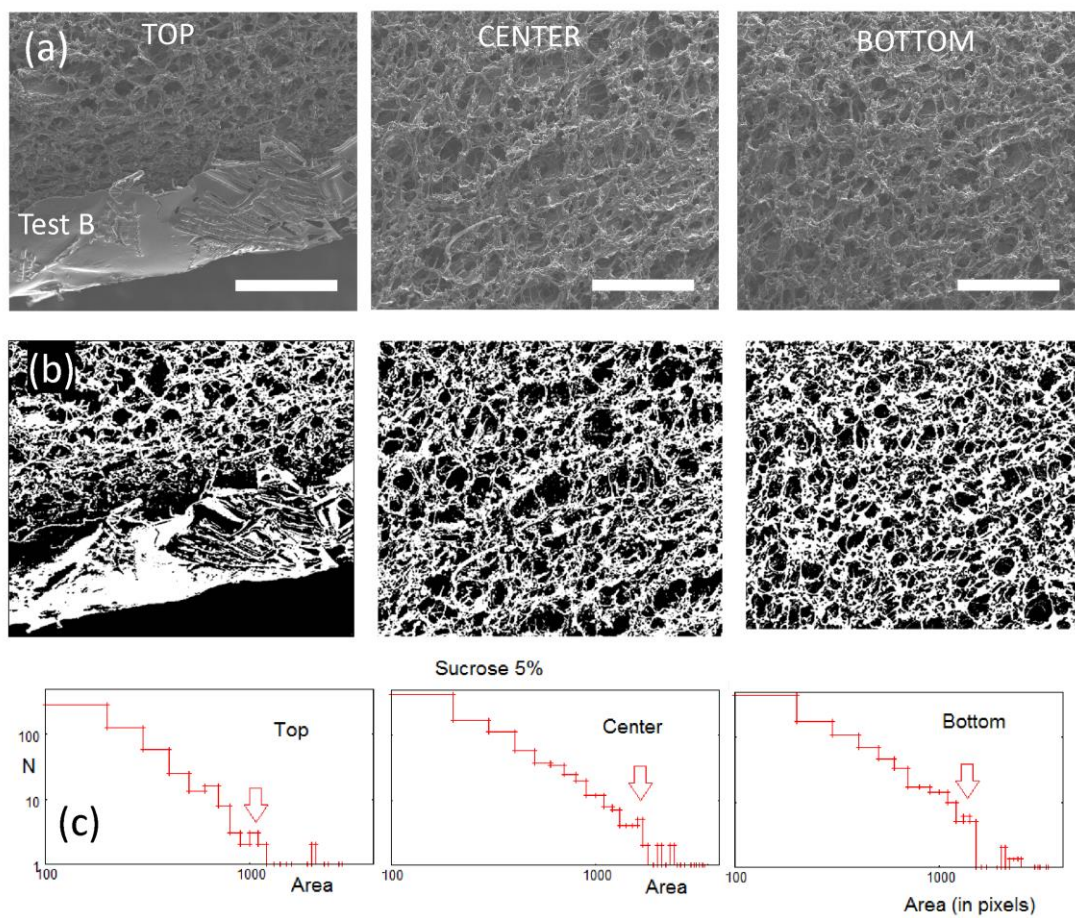 (a)
TOP
CENTER
BOTTOM
Test B
(b)
Sucrose 5%
100
N
10
(c)
1
Top
100
1000
Area
Center
100
1000
Area
Bottom
100
1000
Area (in pixels)